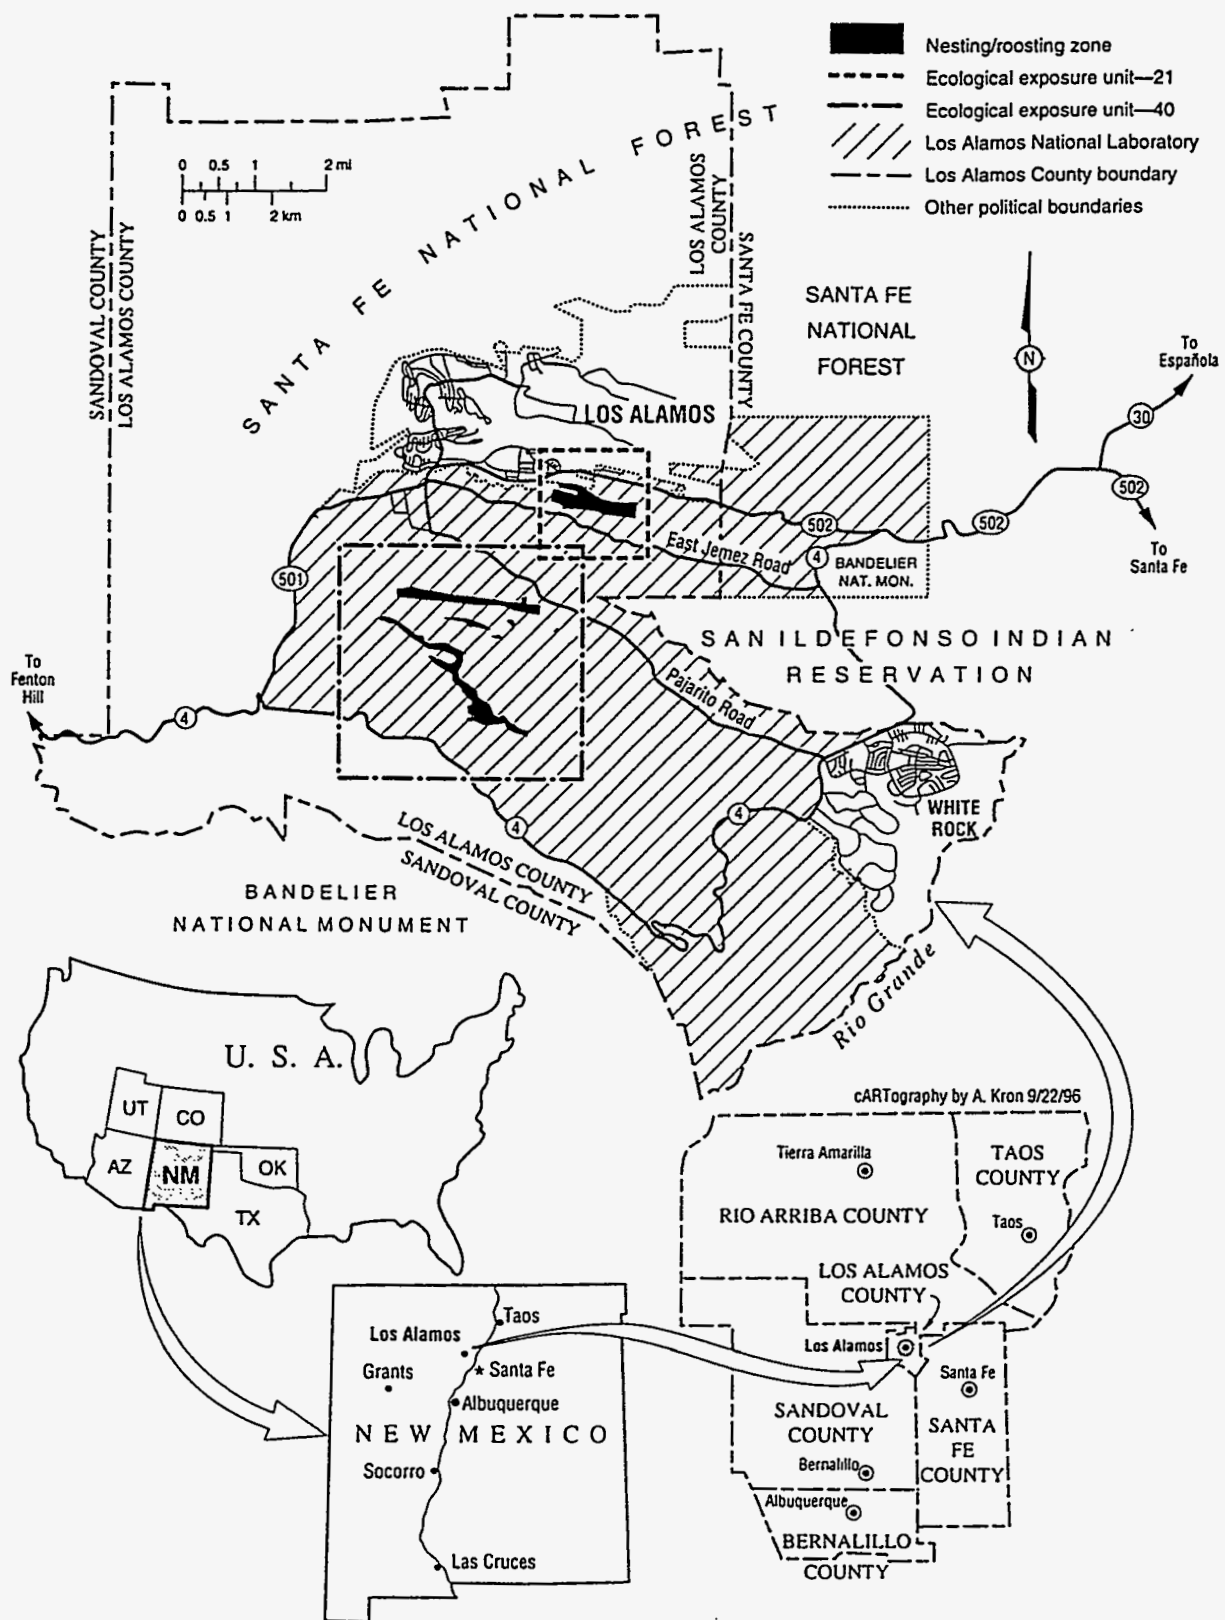 Nesting/roosting zone
Ecological exposure unit—21
Ecological exposure unit—40
Los Alamos National Laboratory
Los Alamos County boundary
Other political boundaries
0 0.5 1 2 mi
0 0.5 1 2 km
SANTA FE NATIONAL FOREST
SANDOVAL COUNTY
LOS ALAMOS COUNTY
LOS ALAMOS
COUNTY
SANTA FE COUNTY
SANTA FE
NATIONAL
FOREST
N
To
Española
30
LOS ALAMOS
502
502
502
To
Santa Fe
East Jemez Road
4
BANDELIER
NAT. MON.
501
SAN ILDEFONSO INDIAN
RESERVATION
To
Fenton
Hill
4
Pajarito Road
WHITE
ROCK
4
4
LOS ALAMOS COUNTY
SANDOVAL COUNTY
BANDELIER
NATIONAL MONUMENT
Rio Grande
U. S. A.
UT
CO
AZ
NM
OK
TX
cARTography by A. Kron 9/22/96
Tierra Amarilla
TAOS
COUNTY
RIO ARRIBA COUNTY
Taos
LOS ALAMOS
COUNTY
Los Alamos
Santa Fe
SANDOVAL
COUNTY
SANTA
FE
COUNTY
Bernalillo
Albuquerque
BERNALILLO
COUNTY
Taos
Los Alamos
Grants
Santa Fe
Albuquerque
NEW MEXICO
Socorro
Las Cruces